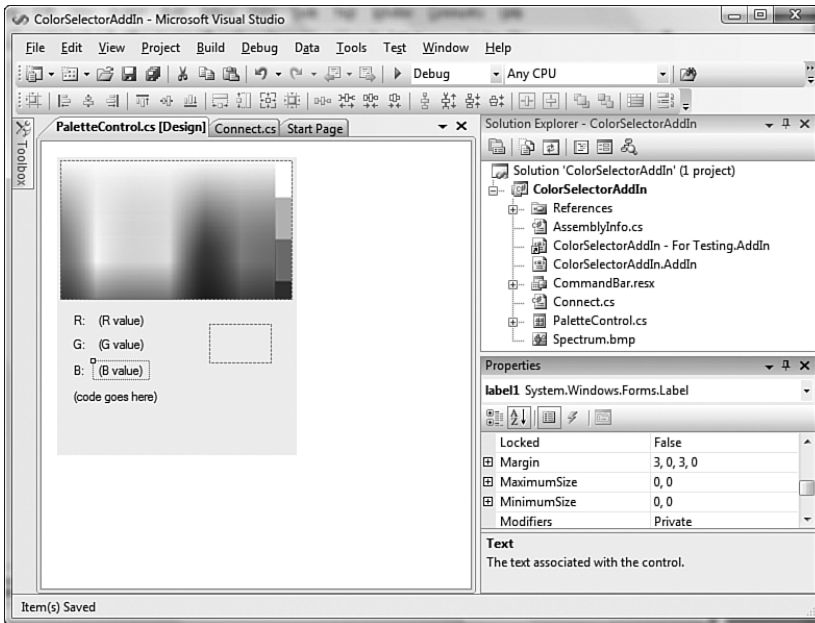 ColorSelectorAddIn - Microsoft Visual Studio
File Edit View Project Build Debug Data Tools Test Window Help
Debug Any CPU
Toolbox
PaletteControl.cs [Design] Connect.cs Start Page
R: (R value)
G: (G value)
B: (B value)
(code goes here)
Solution Explorer - ColorSelectorAddIn
Solution 'ColorSelectorAddIn' (1 project)
ColorSelectorAddIn
References
AssemblyInfo.cs
ColorSelectorAddIn - For Testing.AddIn
ColorSelectorAddIn.AddIn
CommandBar.resx
Connect.cs
PaletteControl.cs
Spectrum.bmp
Properties
label1 System.Windows.Forms.Label
Locked False
Margin 3, 0, 3, 0
MaximumSize 0, 0
MinimumSize 0, 0
Modifiers Private
Text
The text associated with the control.
Item(s) Saved